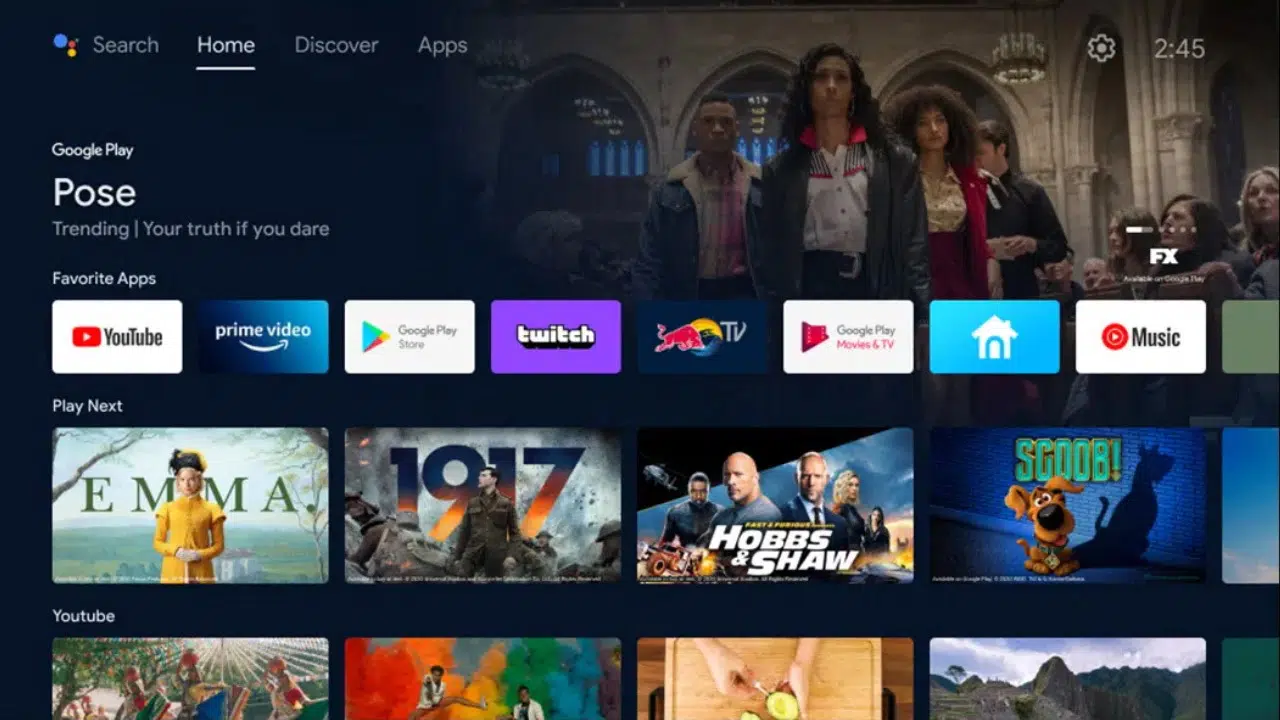 Search
Home
Discover
Apps
2:45
Google Play
Pose
Trending | Your truth if you dare
FX
Available on Google Play
Favorite Apps
YouTube
prime video
Google Play
Store
twitch
TV
Google Play
Movies & TV
Music
Play Next
EMMA.
1917
FAST & FURIOUS
HOBBS
& SHAW
SCOOB!
Youtube